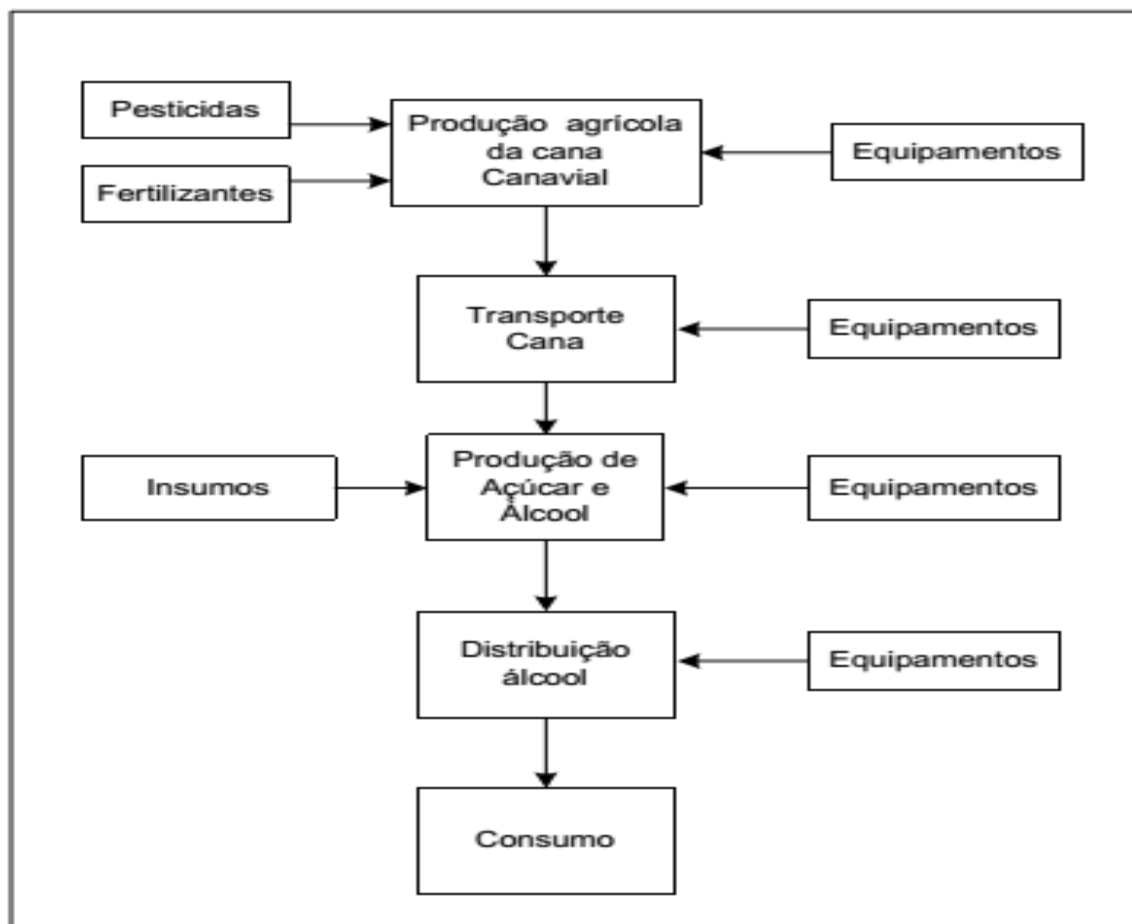 Pesticidas
Fertilizantes
Produção agrícola
da cana
Canavial
Equipamentos
Transporte
Cana
Equipamentos
Insumos
Produção de
Açúcar e
Álcool
Equipamentos
Distribuição
álcool
Equipamentos
Consumo